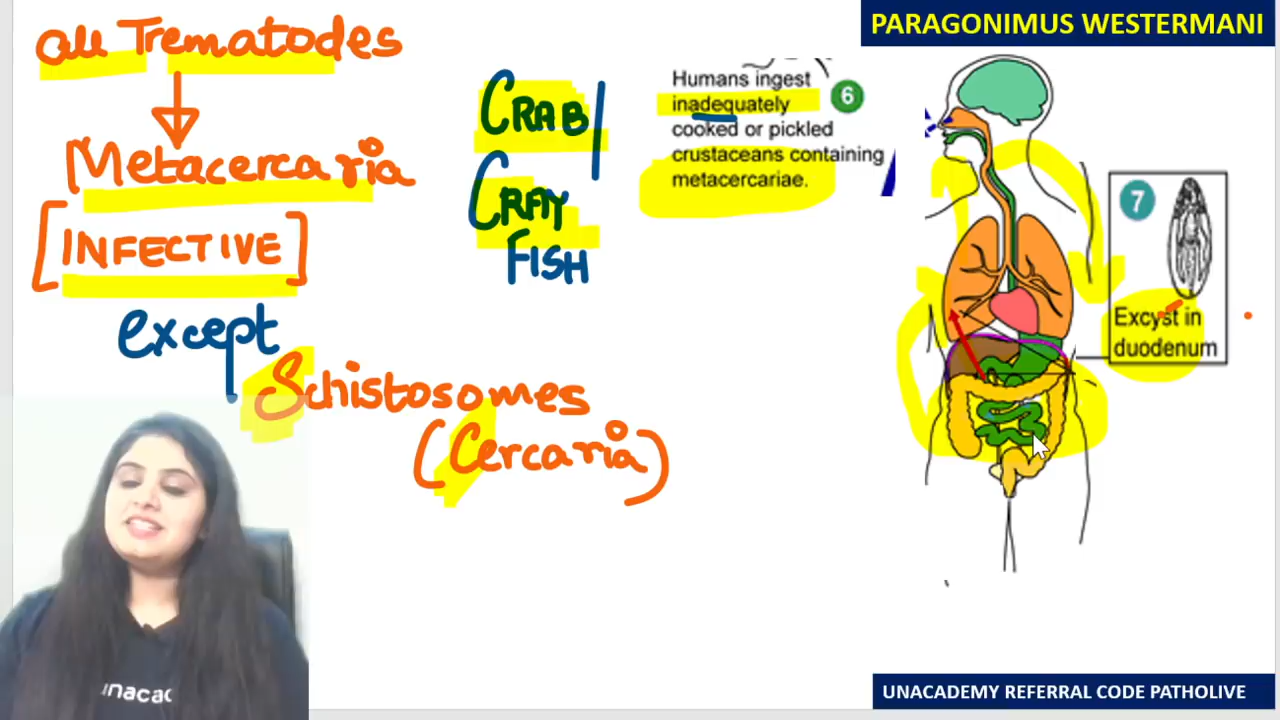 PARAGONIMUS WESTERMANI
all Trematodes
Metacercaria
[INFECTIVE]
except
Schistosomes
(Cercaria)
CRAB
CRAY
FISH
Humans ingest
inadequately
cooked or pickled
crustaceans containing
metacercariae.
6
7
Excyst in
duodenum
unacac
UNACADEMY REFERRAL CODE PATHOLIVE